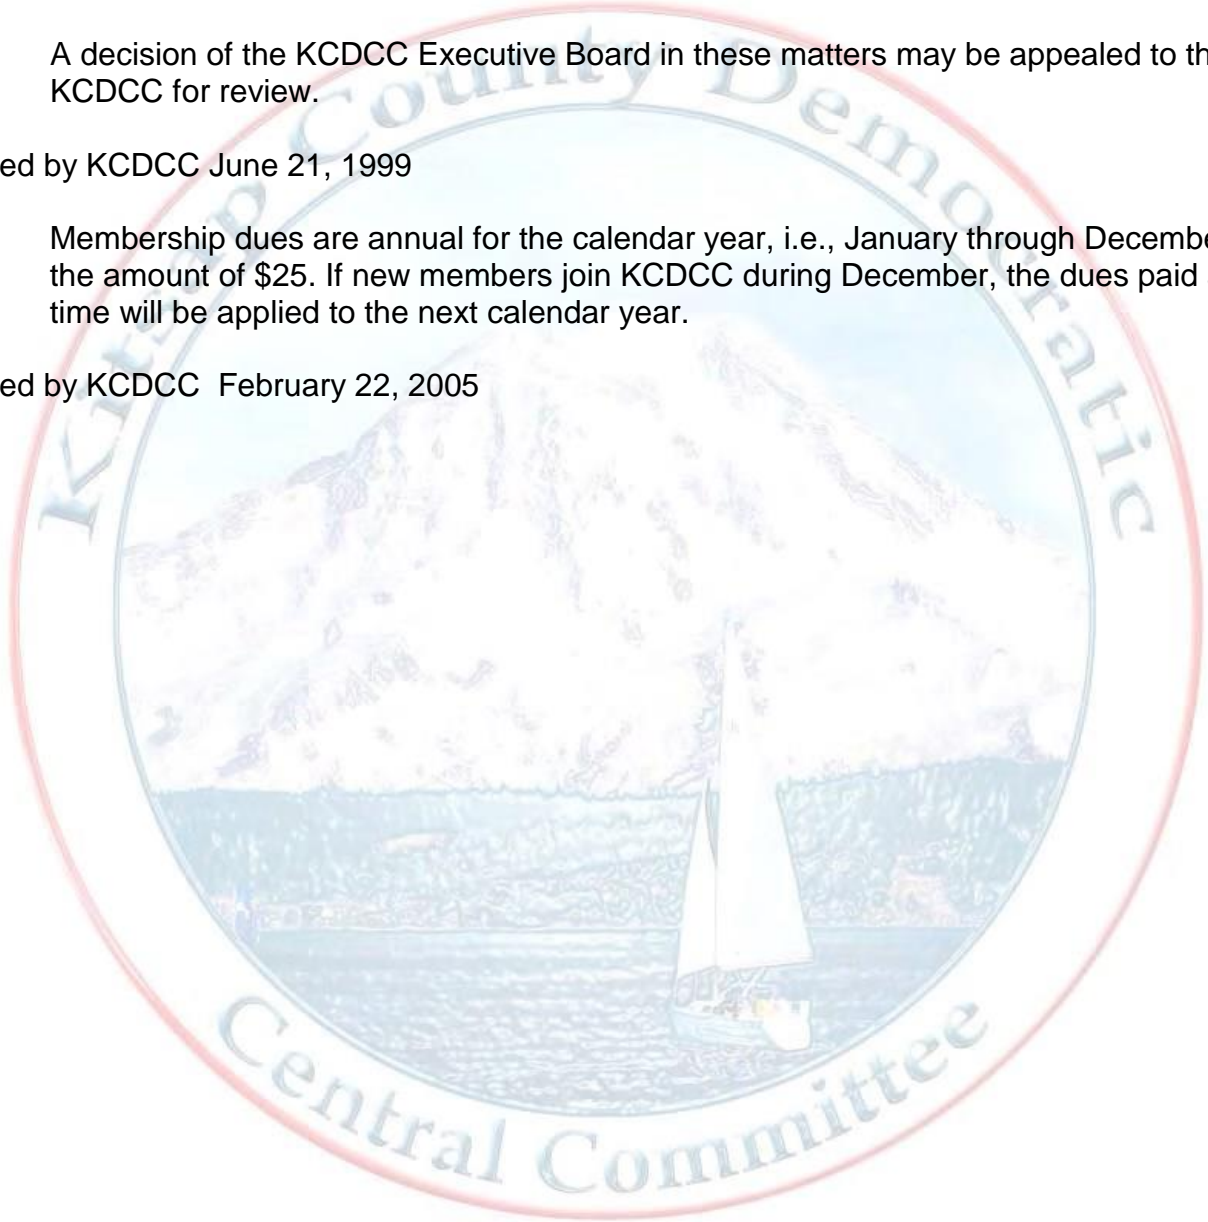 A decision of the KCDCC Executive Board in these matters may be appealed to th
KCDCC for review.
ed by KCDCC June 21, 1999
Membership dues are annual for the calendar year, i.e., January through Decembe
the amount of $25. If new members join KCDCC during December, the dues paid
time will be applied to the next calendar year.
ed by KCDCC  February 22, 2005
Kitsap County Democratic
Central Committee